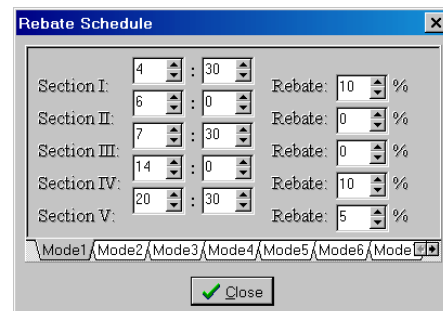 Rebate Schedule
4 : 30
Section I: Rebate: 10 %
6 : 0
Section II: Rebate: 0 %
7 : 30
Section III: Rebate: 0 %
14 : 0
Section IV: Rebate: 10 %
20 : 30
Section V: Rebate: 5 %
Mode1 Mode2 Mode3 Mode4 Mode5 Mode6 Mode
Close